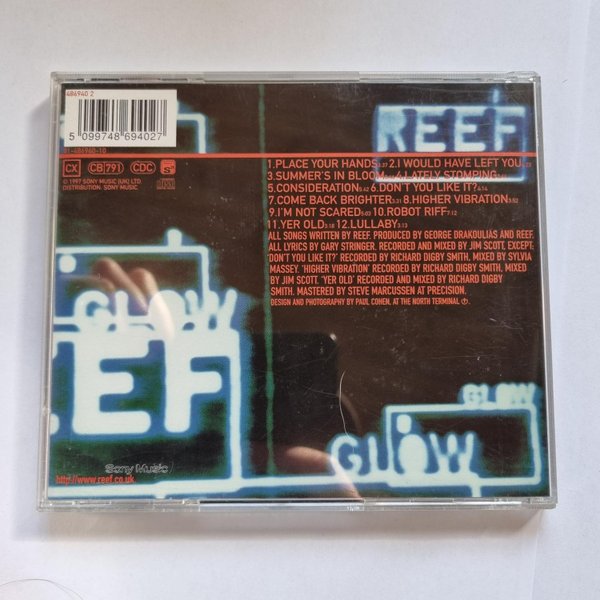 486940 2
5 099748 694027
01-486940-10
CX CB 791 CDC
℗ 1997 SONY MUSIC (UK) LTD.
DISTRIBUTION: SONY MUSIC
REEF
1.PLACE YOUR HANDS 2.I WOULD HAVE LEFT YOU
3.SUMMER'S IN BLOOM 4.LATELY STOMPING
5.CONSIDERATION 6.DON'T YOU LIKE IT?
7.COME BACK BRIGHTER 8.HIGHER VIBRATION
9.I'M NOT SCARED 10.ROBOT RIFF 7.12
11.YER OLD 12.LULLABY
ALL SONGS WRITTEN BY REEF. PRODUCED BY GEORGE DRAKOULIAS AND REEF.
ALL LYRICS BY GARY STRINGER. RECORDED AND MIXED BY JIM SCOTT EXCEPT:
'DON'T YOU LIKE IT?' RECORDED BY RICHARD DIGBY SMITH, MIXED BY SYLVIA
MASSEY. 'HIGHER VIBRATION' RECORDED BY RICHARD DIGBY SMITH, MIXED
BY JIM SCOTT. 'YER OLD' RECORDED AND MIXED BY RICHARD DIGBY
SMITH. MASTERED BY STEVE MARCUSSEN AT PRECISION.
DESIGN AND PHOTOGRAPHY BY PAUL COHEN, AT THE NORTH TERMINAL
GLOW
EEF
GLOW
GLOW
Sony Music
http://www.reef.co.uk